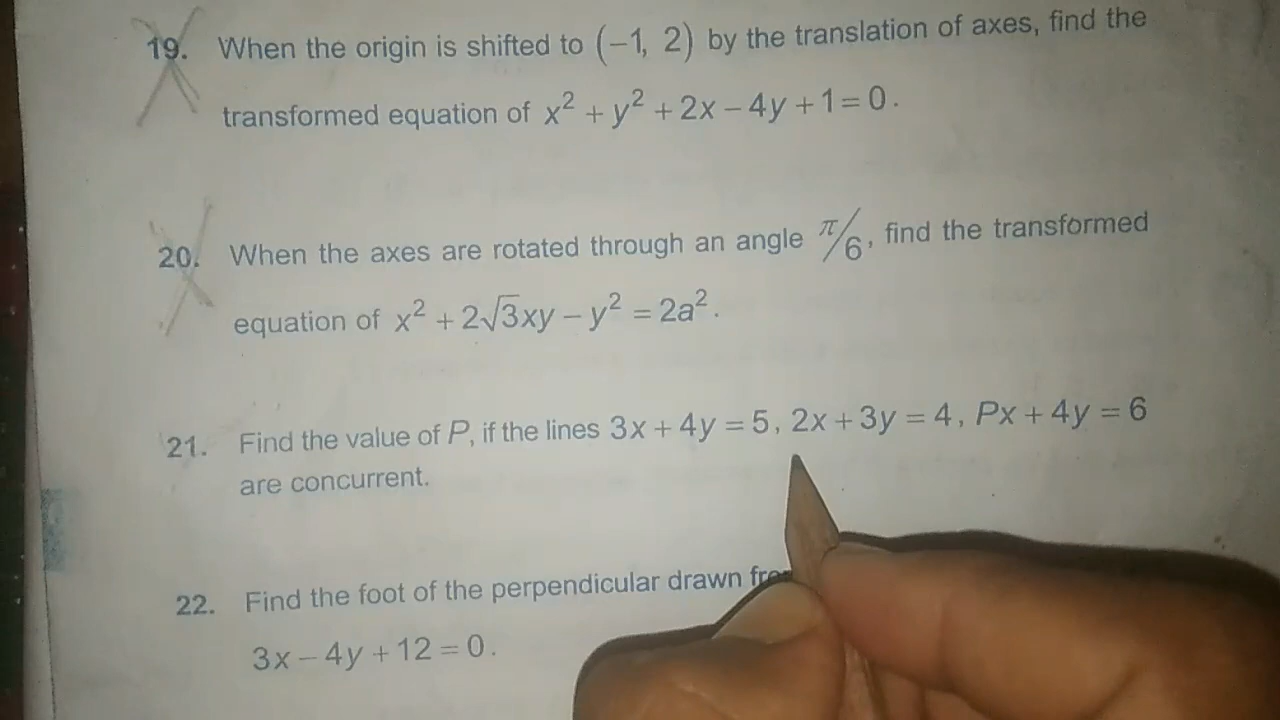 19. When the origin is shifted to (−1, 2) by the translation of axes, find the
transformed equation of x² + y² + 2x − 4y + 1 = 0.
20. When the axes are rotated through an angle π/6, find the transformed
equation of x² + 2√3xy − y² = 2a².
21. Find the value of P, if the lines 3x + 4y = 5, 2x + 3y = 4, Px + 4y = 6
are concurrent.
22. Find the foot of the perpendicular drawn
3x − 4y + 12 = 0.